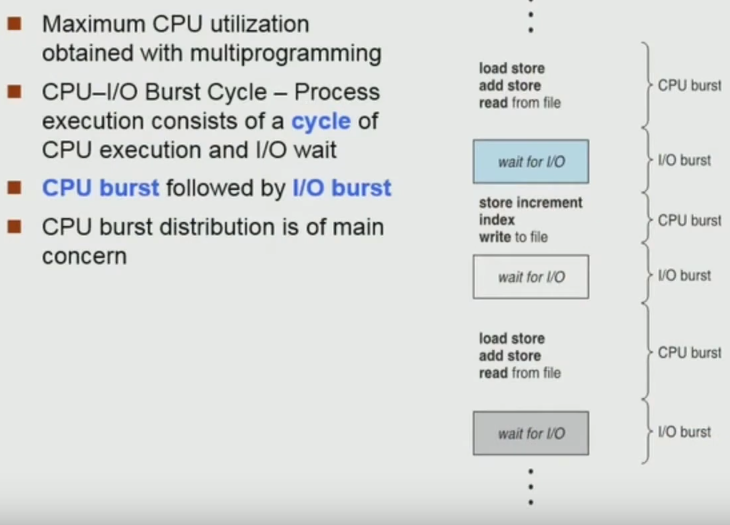 Maximum CPU utilization
obtained with multiprogramming
CPU–I/O Burst Cycle – Process
execution consists of a cycle of
CPU execution and I/O wait
CPU burst followed by I/O burst
CPU burst distribution is of main
concern
load store
add store
read from file
CPU burst
wait for I/O
I/O burst
store increment
index
write to file
CPU burst
wait for I/O
I/O burst
load store
add store
read from file
CPU burst
wait for I/O
I/O burst